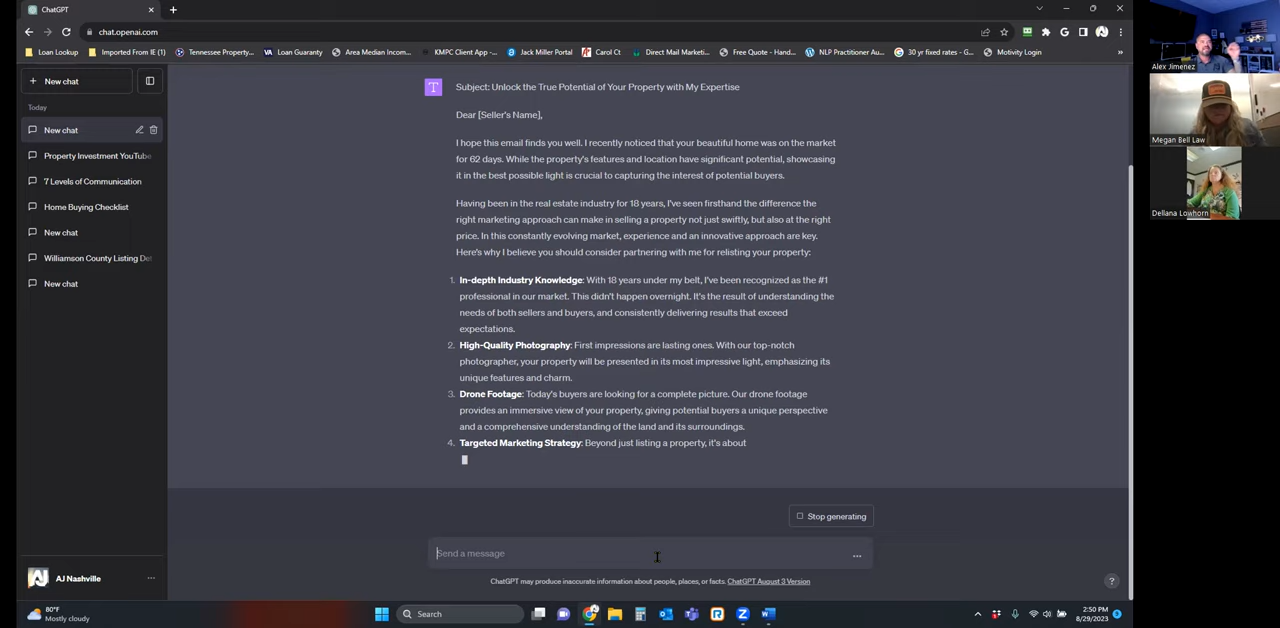 ChatGPT
chat.openai.com
Loan Lookup
Imported From IE (1)
Tennessee Property...
Loan Guaranty
Area Median Incom...
KMPC Client App -...
Jack Miller Portal
Carol Ct
Direct Mail Marketi...
Free Quote - Hand...
NLP Practitioner Au...
30 yr fixed rates - G...
Motivity Login
»
New chat
Today
New chat
Property Investment YouTube
7 Levels of Communication
Home Buying Checklist
New chat
Williamson County Listing De
New chat
AJ Nashville
T
Subject: Unlock the True Potential of Your Property with My Expertise
Dear [Seller's Name],
I hope this email finds you well. I recently noticed that your beautiful home was on the market
for 62 days. While the property's features and location have significant potential, showcasing
it in the best possible light is crucial to capturing the interest of potential buyers.
Having been in the real estate industry for 18 years, I've seen firsthand the difference the
right marketing approach can make in selling a property not just swiftly, but also at the right
price. In this constantly evolving market, experience and an innovative approach are key.
Here's why I believe you should consider partnering with me for relisting your property:
1. In-depth Industry Knowledge: With 18 years under my belt, I've been recognized as the #1
professional in our market. This didn't happen overnight. It's the result of understanding the
needs of both sellers and buyers, and consistently delivering results that exceed
expectations.
2. High-Quality Photography: First impressions are lasting ones. With our top-notch
photographer, your property will be presented in its most impressive light, emphasizing its
unique features and charm.
3. Drone Footage: Today's buyers are looking for a complete picture. Our drone footage
provides an immersive view of your property, giving potential buyers a unique perspective
and a comprehensive understanding of the land and its surroundings.
4. Targeted Marketing Strategy: Beyond just listing a property, it's about
Stop generating
Send a message
ChatGPT may produce inaccurate information about people, places, or facts. ChatGPT August 3 Version
?
Alex Jimenez
Megan Bell Law
Dellana Lowhorn
80°F
Mostly cloudy
Search
2:50 PM
8/29/2023